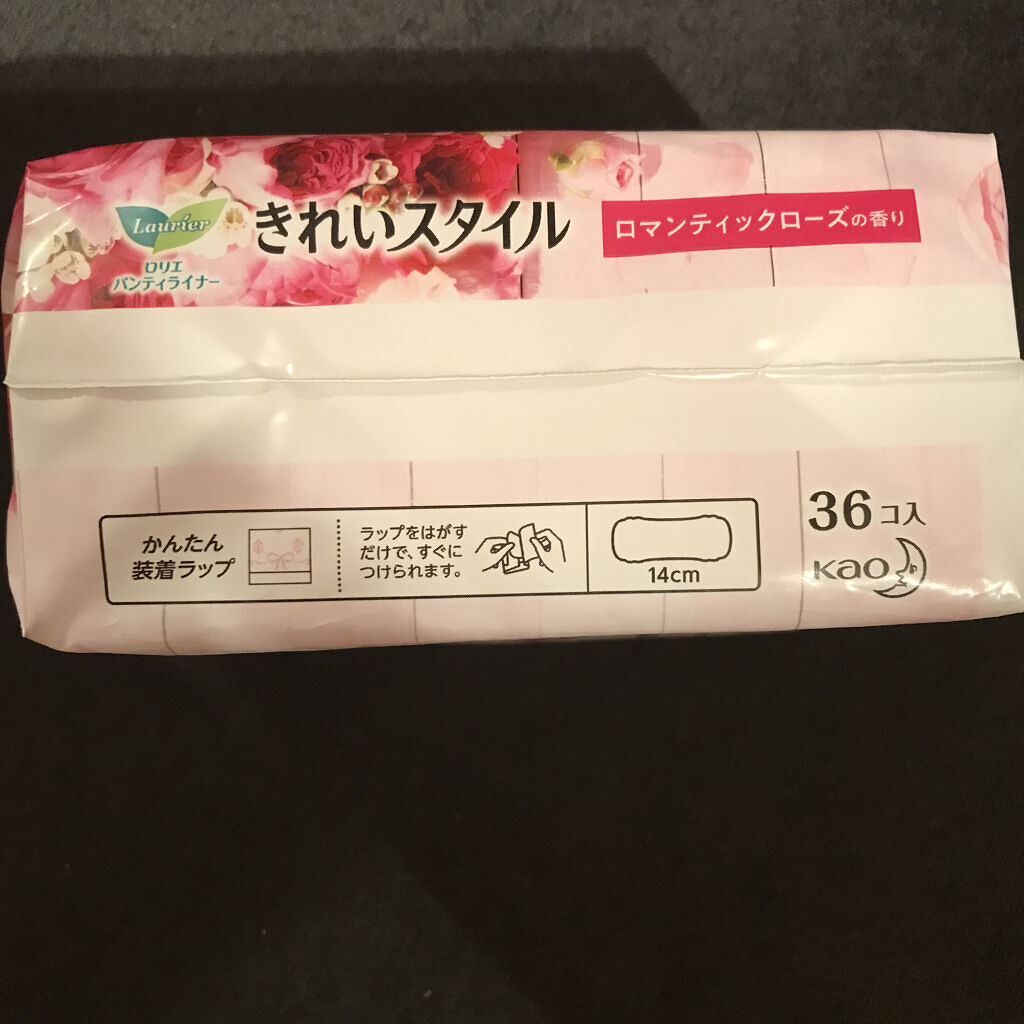 Laurier
ロリエ
パンティライナー
きれいスタイル
ロマンティックローズの香り
かんたん
装着ラップ
ラップをはがす
だけで、すぐに
つけられます。
14cm
36コ入
Kao